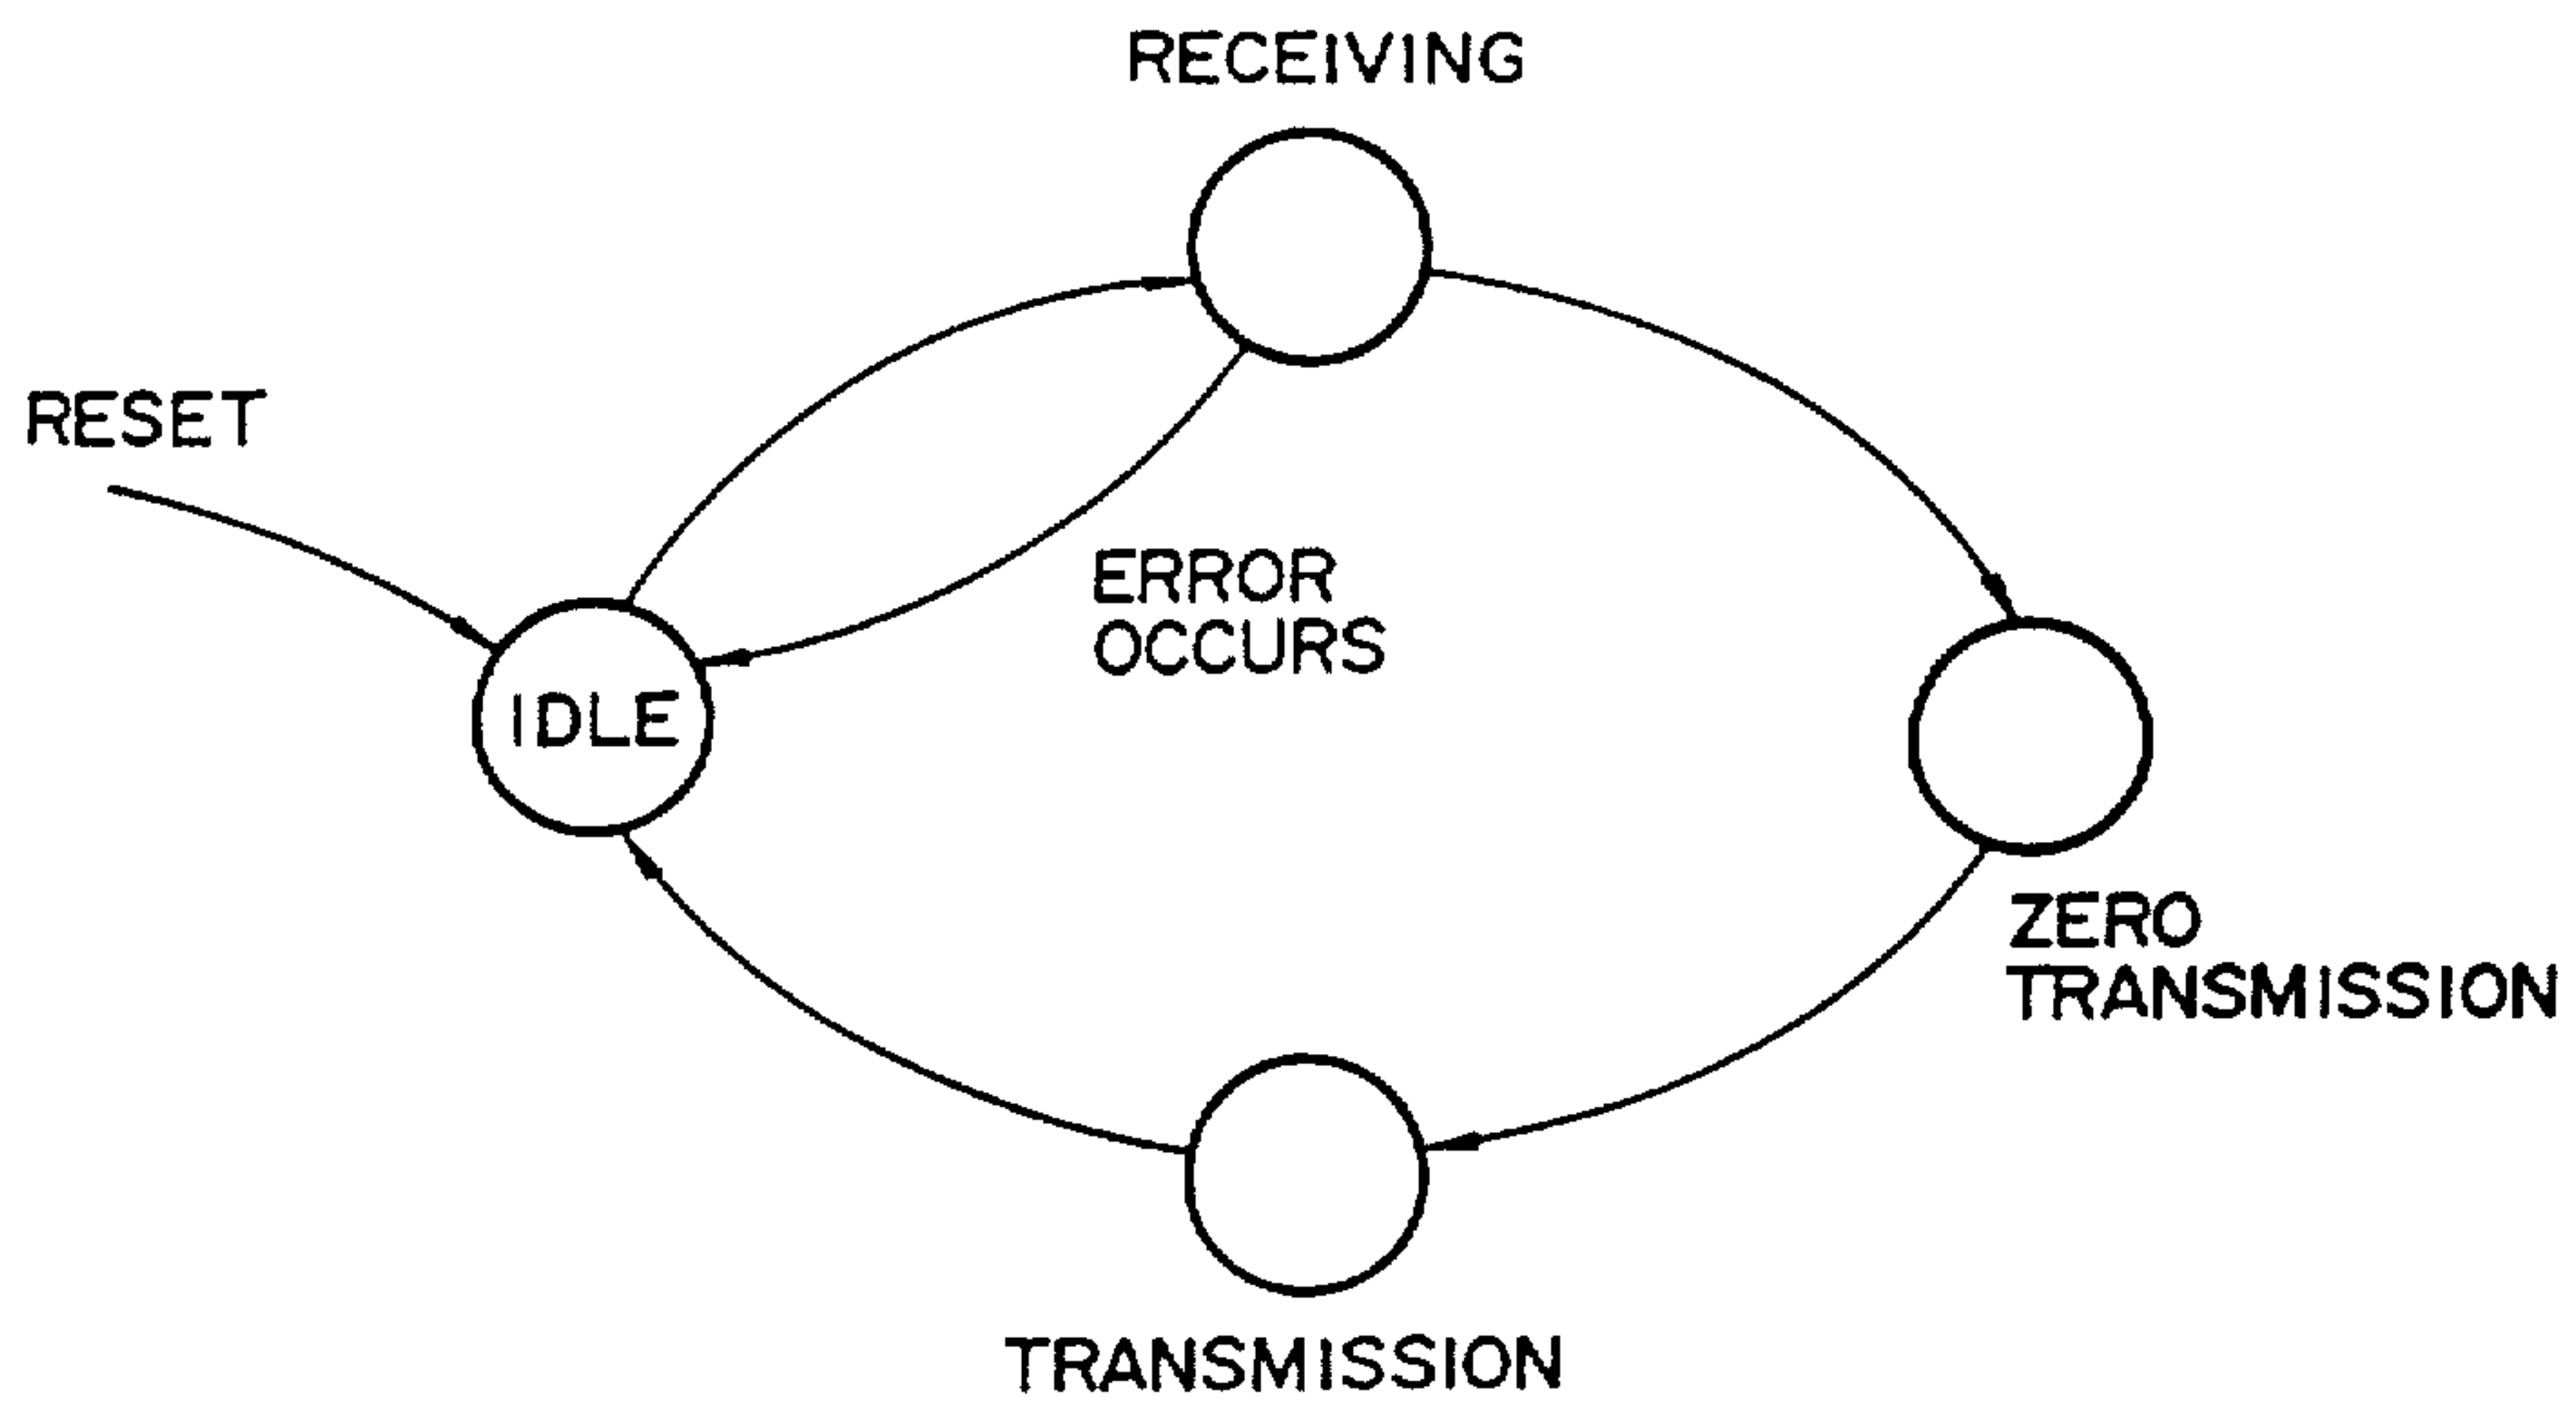 RECEIVING
RESET
ERROR
OCCURS
IDLE
ZERO
TRANSMISSION
TRANSMISSION